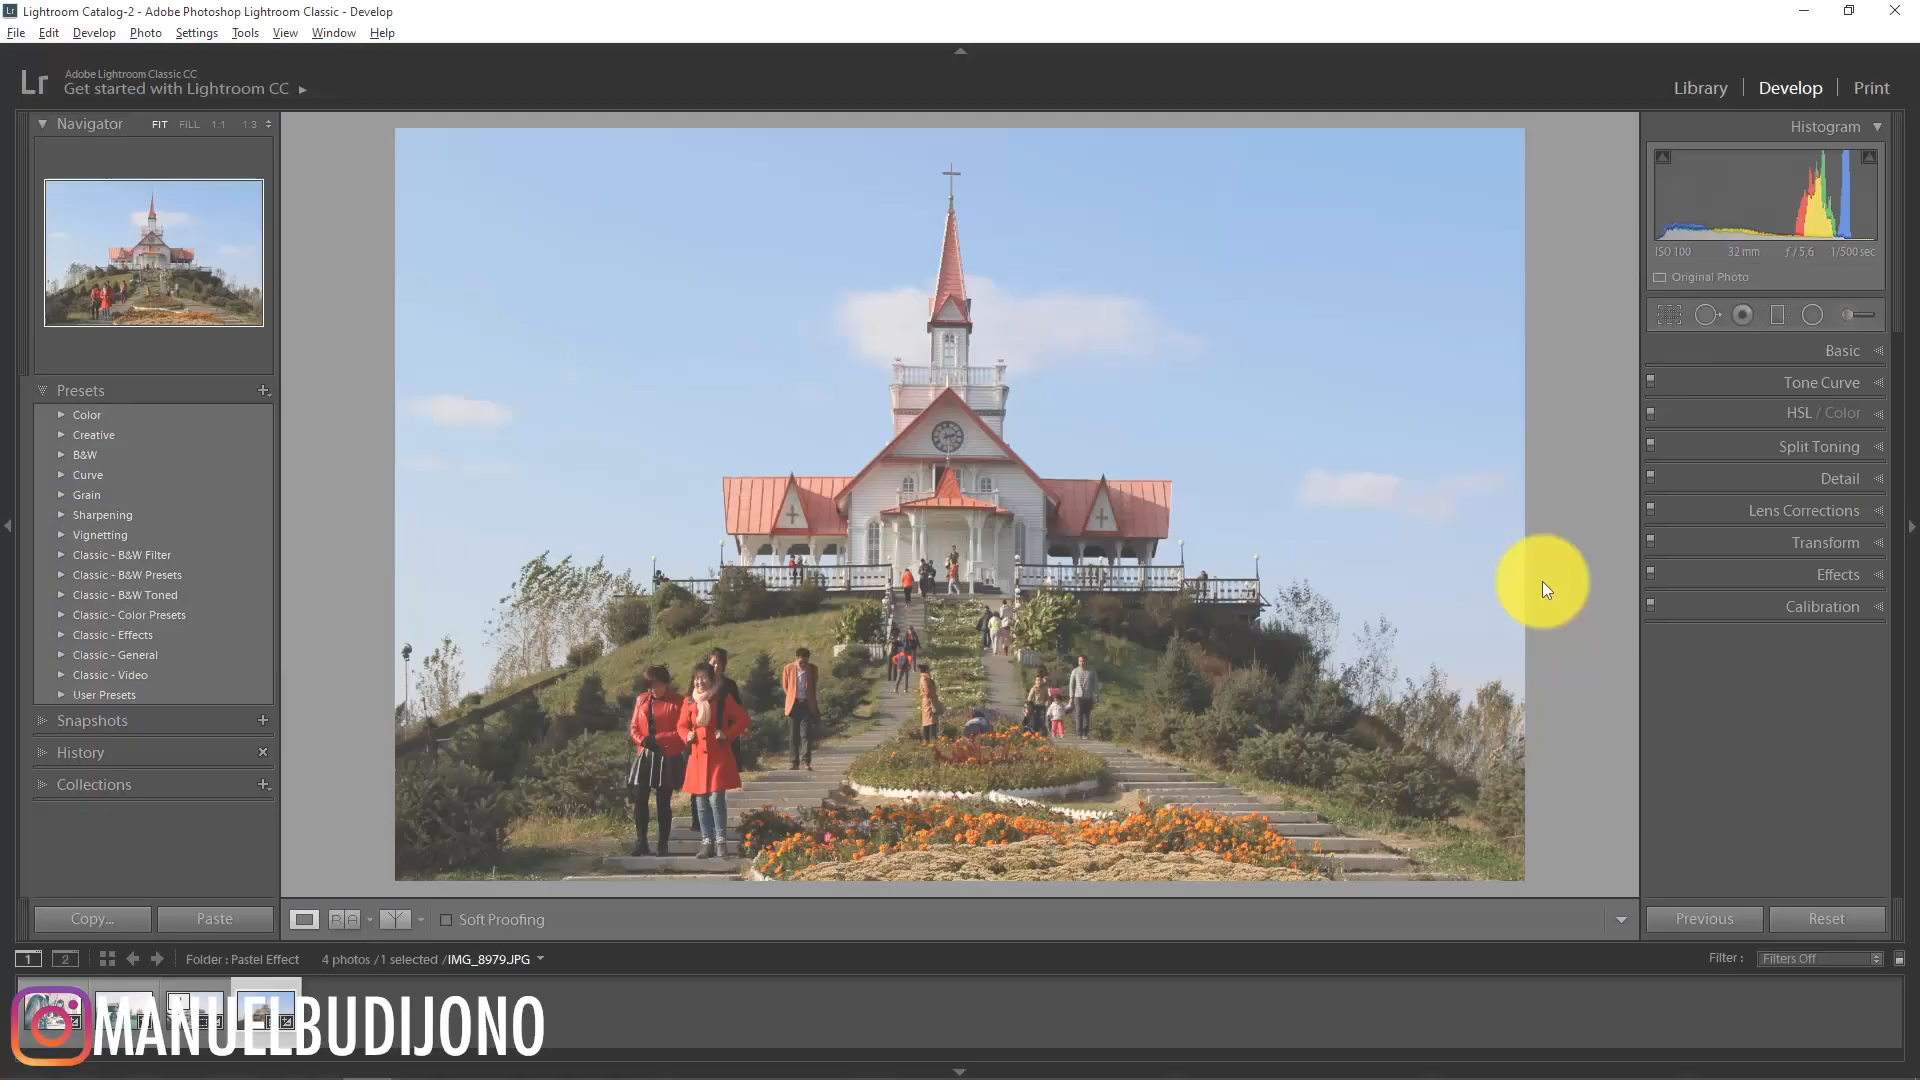 Lr Lightroom Catalog-2 - Adobe Photoshop Lightroom Classic - Develop
File Edit Develop Photo Settings Tools View Window Help
Lr Adobe Lightroom Classic CC
Get started with Lightroom CC
Library Develop Print
Navigator FIT FILL 1:1 1:3
Histogram
ISO 100 32 mm ƒ / 5,6 1/500 sec
Original Photo
Basic
Tone Curve
HSL / Color
Split Toning
Detail
Lens Corrections
Transform
Effects
Calibration
Presets
Color
Creative
B&W
Curve
Grain
Sharpening
Vignetting
Classic - B&W Filter
Classic - B&W Presets
Classic - B&W Toned
Classic - Color Presets
Classic - Effects
Classic - General
Classic - Video
User Presets
Snapshots
History
Collections
Copy... Paste
R A Y Y Soft Proofing
Previous Reset
1 2 Folder : Pastel Effect 4 photos / 1 selected / IMG_8979.JPG
Filter : Filters Off
MANUELBUDIJONO